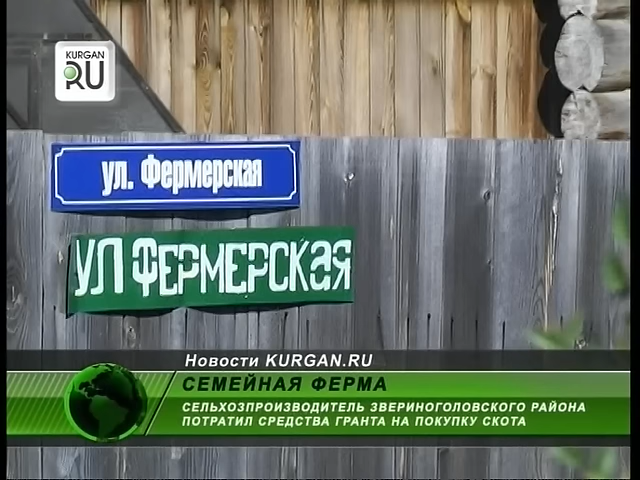 KURGAN
RU
ул. Фермерская
УЛ ФЕРМЕРСКая
Новости KURGAN.RU
СЕМЕЙНАЯ ФЕРМА
СЕЛЬХОЗПРОИЗВОДИТЕЛЬ ЗВЕРИНОГОЛОВСКОГО РАЙОНА
ПОТРАТИЛ СРЕДСТВА ГРАНТА НА ПОКУПКУ СКОТА